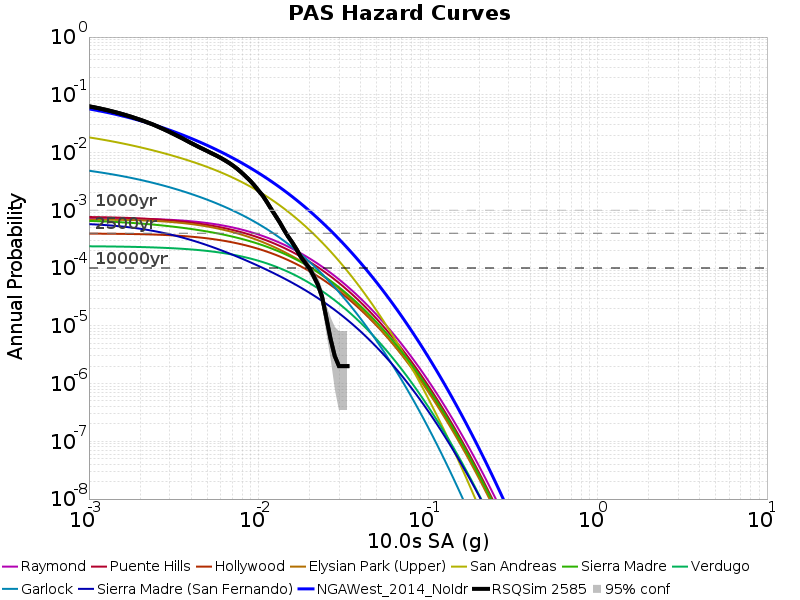 PAS Hazard Curves
Annual Probability
10^0
10^-1
10^-2
10^-3
10^-4
10^-5
10^-6
10^-7
10^-8
1000yr
2500yr
10000yr
10^-3 10^-2 10^-1 10^0 10^1
10.0s SA (g)
Raymond Puente Hills Hollywood Elysian Park (Upper) San Andreas Sierra Madre Verdugo
Garlock Sierra Madre (San Fernando) NGAWest_2014_NoIdr RSQSim 2585 95% conf